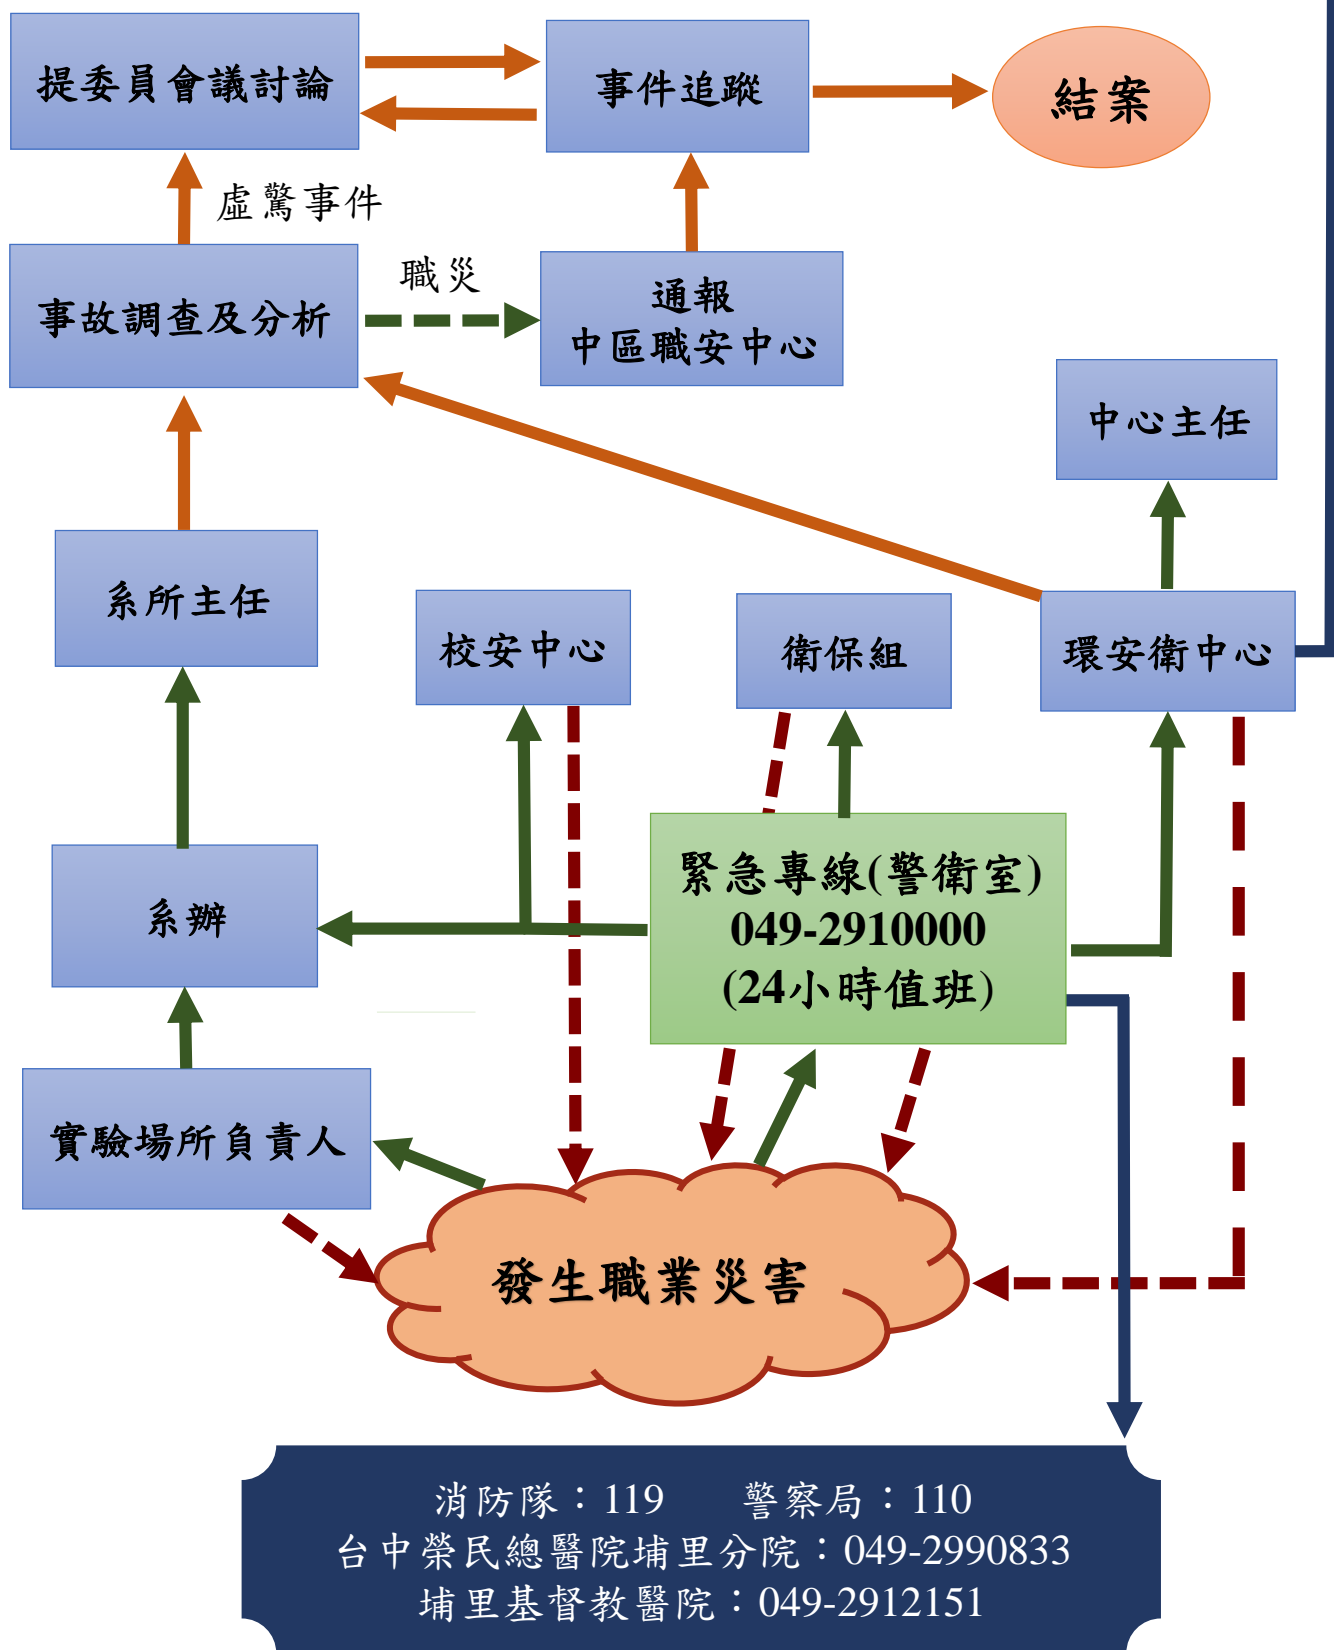 提委員會議討論
事件追蹤
結案
虛驚事件
職災
事故調查及分析
通報
中區職安中心
中心主任
系所主任
校安中心
衛保組
環安衛中心
緊急專線(警衛室)
049-2910000
(24小時值班)
系辦
實驗場所負責人
發生職業災害
消防隊：119 警察局：110
台中榮民總醫院埔里分院：049-2990833
埔里基督教醫院：049-2912151